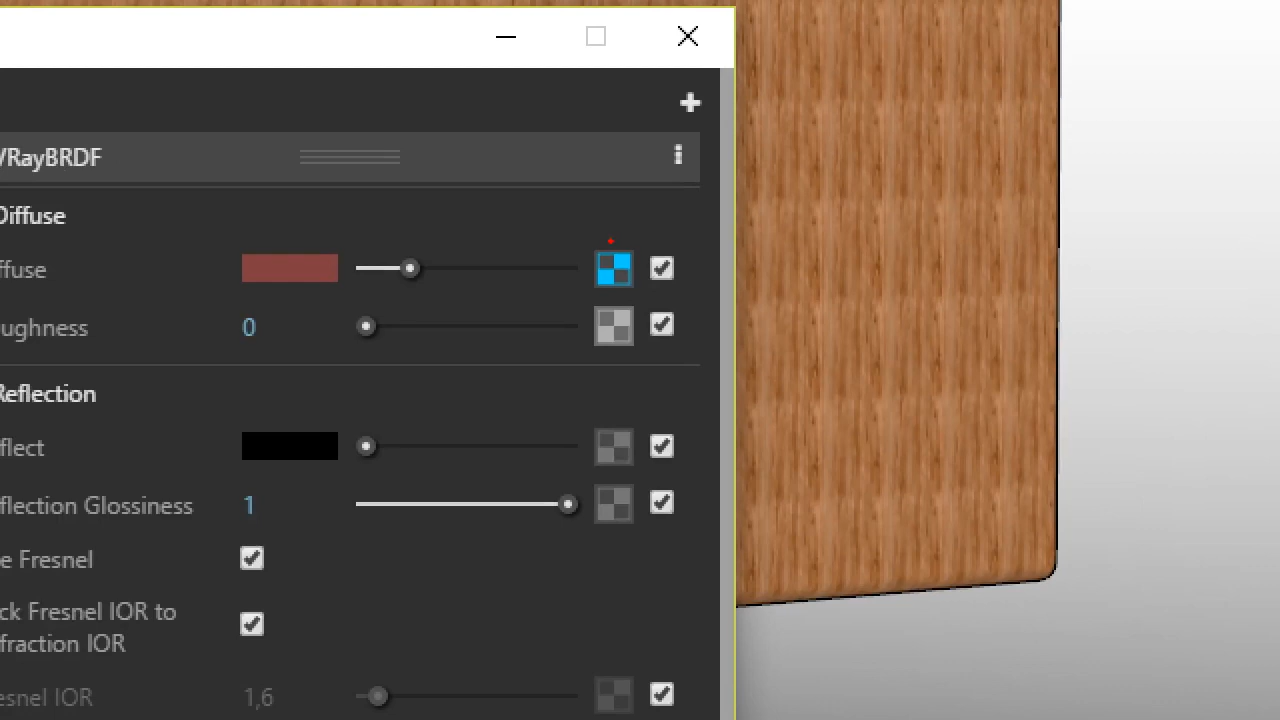 VRayBRDF
Diffuse
ffuse
oughness 0
Reflection
flect
flection Glossiness 1
e Fresnel
ck Fresnel IOR to
fraction IOR
esnel IOR 1,6